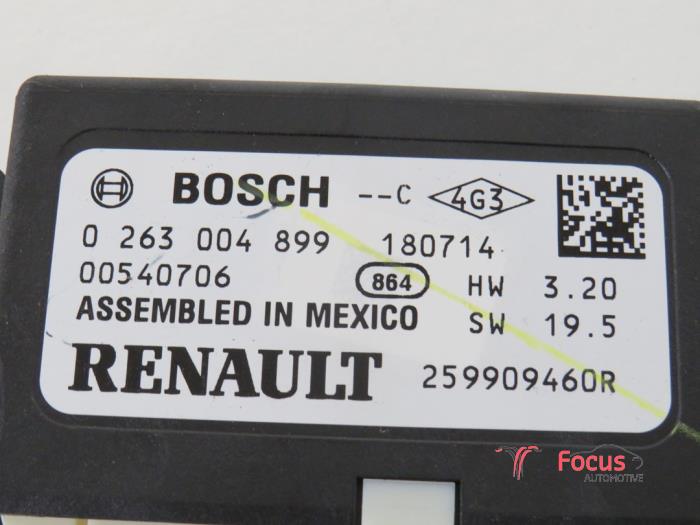 BOSCH --C 4G3
0 263 004 899 180714
00540706 864 HW 3.20
ASSEMBLED IN MEXICO SW 19.5
RENAULT 259909460R
Focus
AUTOMOTIVE